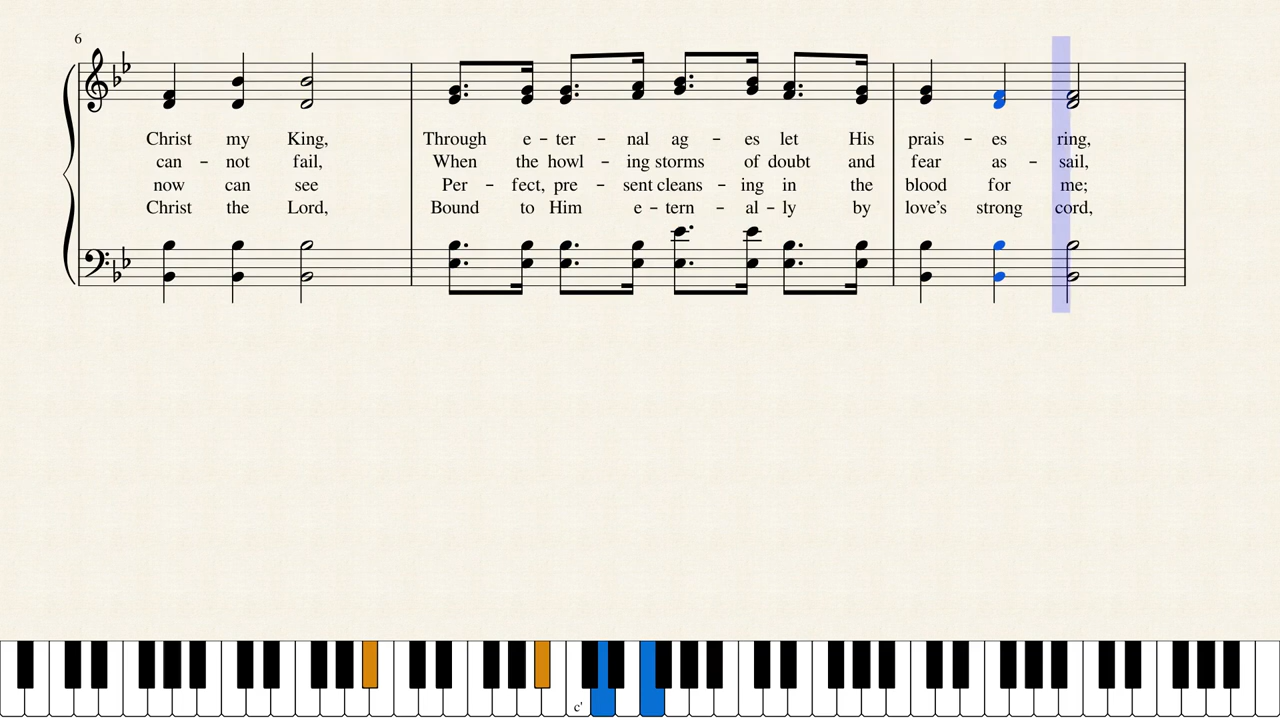 6
Christ my King, Through e – ter – nal ag – es let His prais – es ring,
can – not fail, When the howl – ing storms of doubt and fear as – sail,
now can see Per – fect, pre – sent cleans – ing in the blood for me;
Christ the Lord, Bound to Him e – tern – al – ly by love's strong cord,
c'